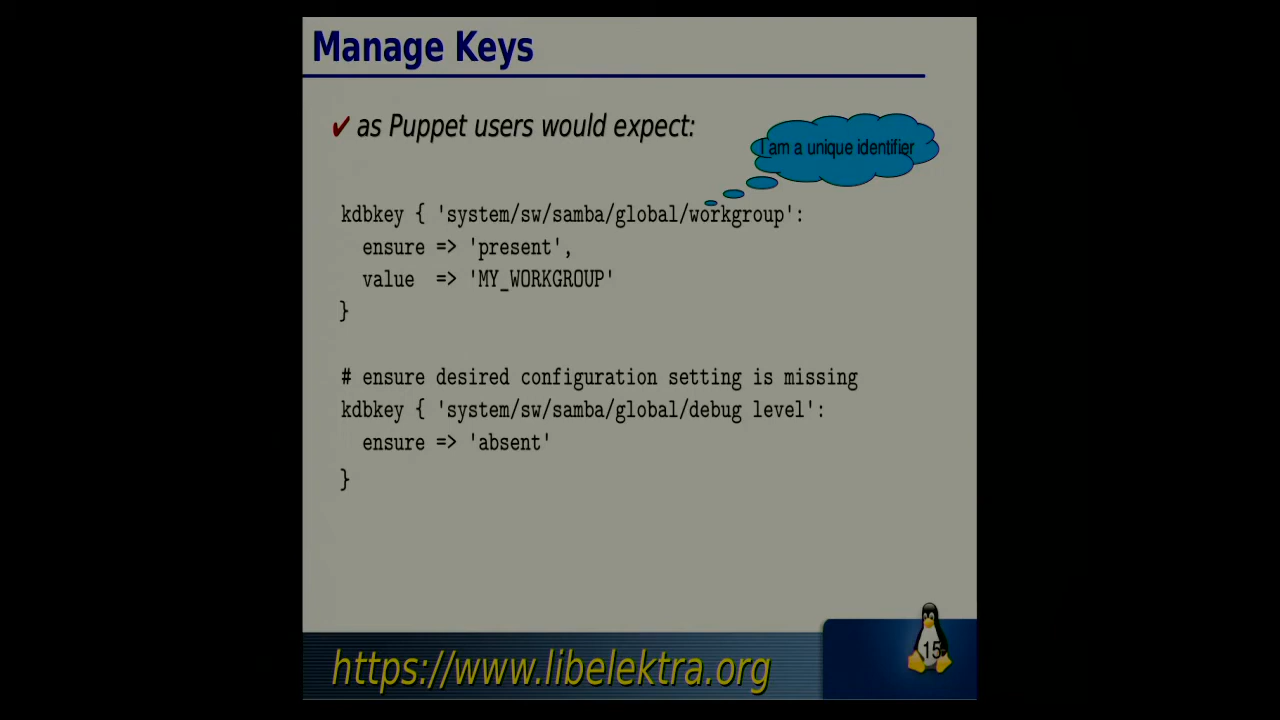 Manage Keys
✔ as Puppet users would expect:
I am a unique identifier
kdbkey { 'system/sw/samba/global/workgroup':
  ensure => 'present',
  value  => 'MY_WORKGROUP'
}
# ensure desired configuration setting is missing
kdbkey { 'system/sw/samba/global/debug level':
  ensure => 'absent'
}
https://www.libelektra.org
15